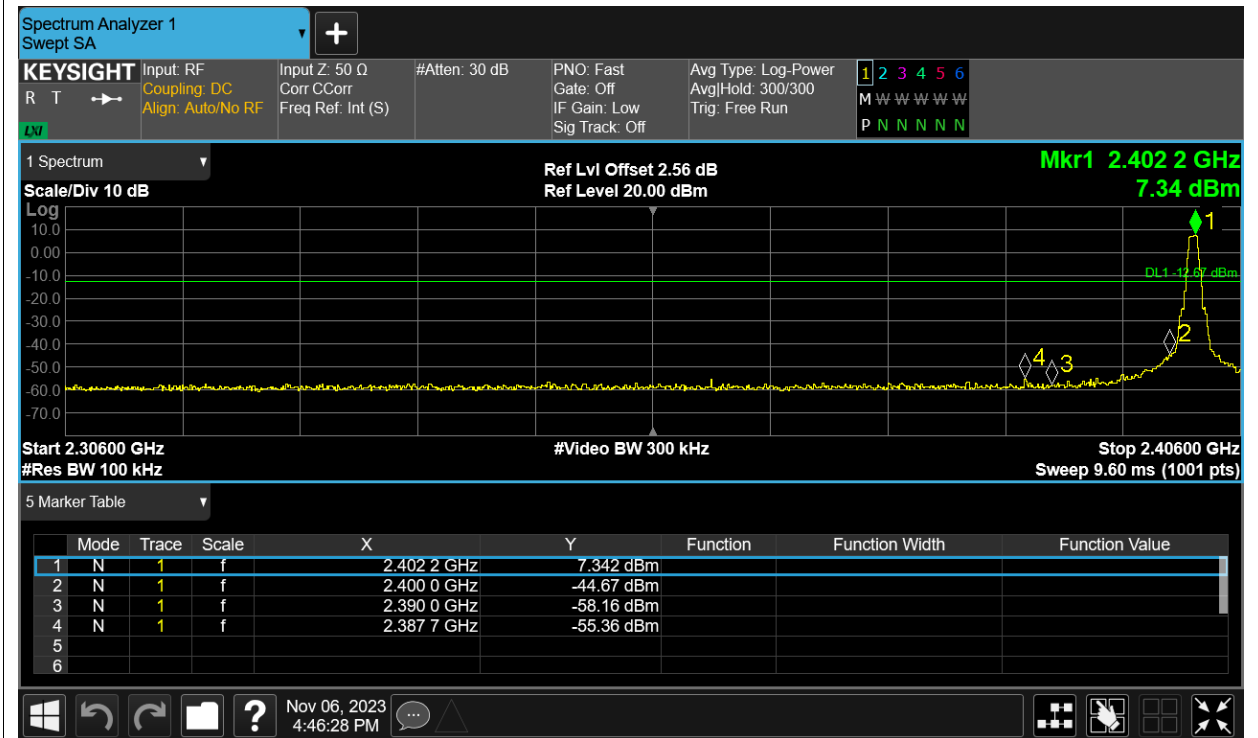 Spectrum Analyzer 1
Swept SA
KEYSIGHT Input: RF Input Z: 50 Ω #Atten: 30 dB PNO: Fast Avg Type: Log-Power 1 2 3 4 5 6
R T Coupling: DC Corr CCorr Gate: Off Avg|Hold: 300/300 M W W W W W
Align: Auto/No RF Freq Ref: Int (S) IF Gain: Low Trig: Free Run
LXI Sig Track: Off P N N N N N
1 Spectrum Ref Lvl Offset 2.56 dB Mkr1 2.402 2 GHz
Scale/Div 10 dB Ref Level 20.00 dBm 7.34 dBm
Log
1
10.0
0.00
DL1 -12.67 dBm
-10.0
-20.0
-30.0
2
-40.0
4 3
-50.0
-60.0
-70.0
Start 2.30600 GHz #Video BW 300 kHz Stop 2.40600 GHz
#Res BW 100 kHz Sweep 9.60 ms (1001 pts)
5 Marker Table
Mode Trace Scale X Y Function Function Width Function Value
1 N 1 f 2.402 2 GHz 7.342 dBm
2 N 1 f 2.400 0 GHz -44.67 dBm
3 N 1 f 2.390 0 GHz -58.16 dBm
4 N 1 f 2.387 7 GHz -55.36 dBm
5
6
? Nov 06, 2023
4:46:28 PM